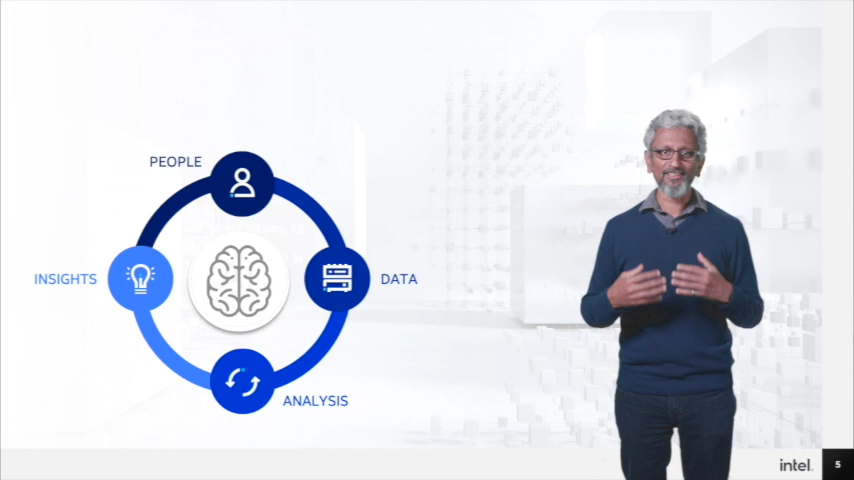 PEOPLE
INSIGHTS
DATA
ANALYSIS
intel.
5